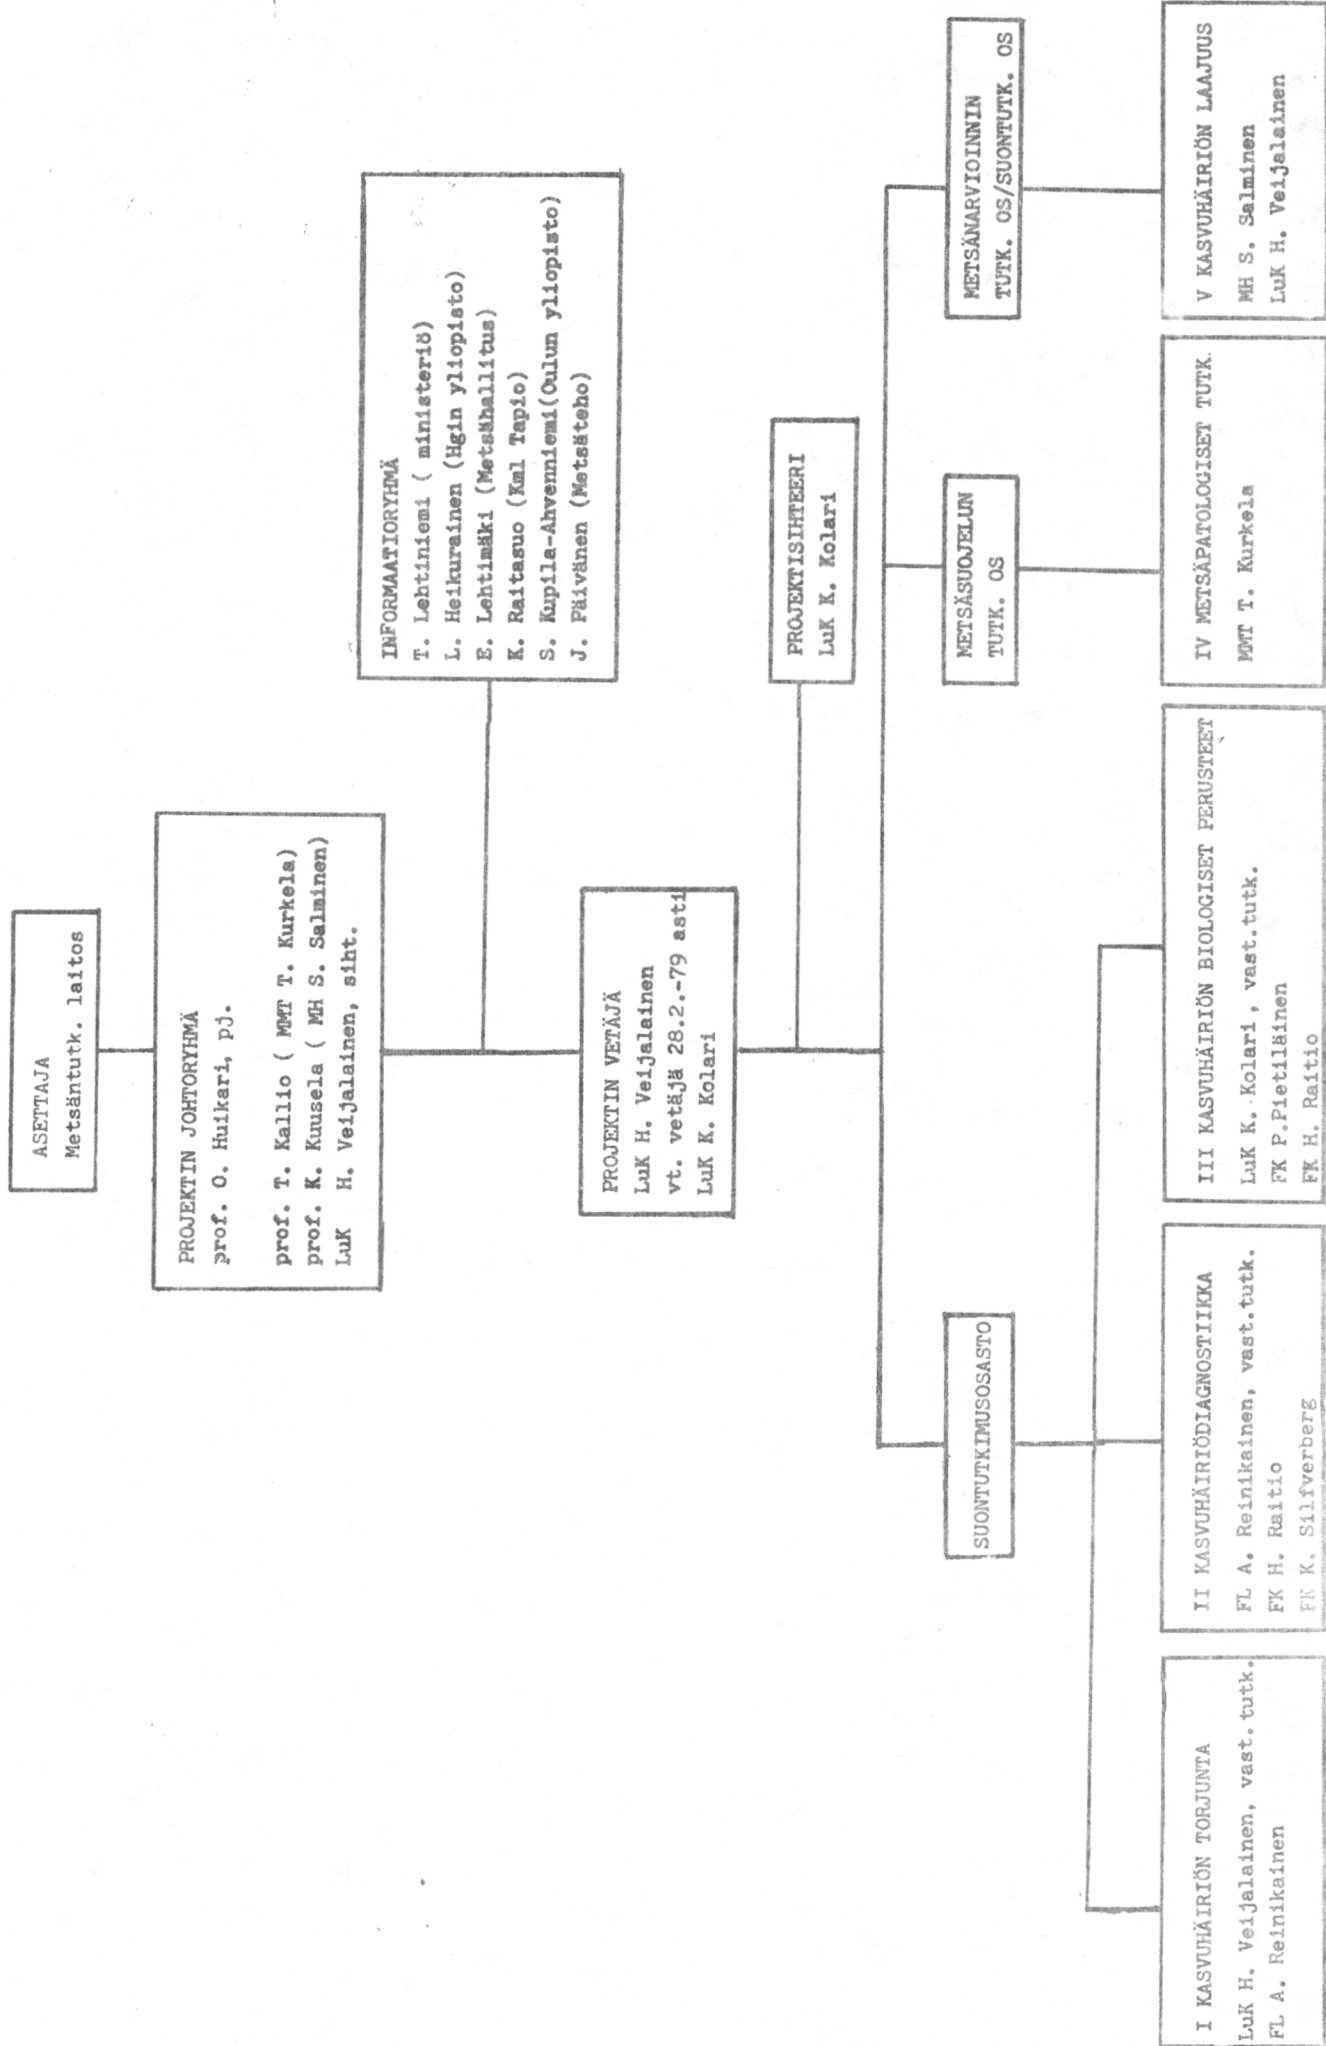 ASETTAJA
Metsäntutk. laitos
PROJEKTIN JOHTORYHMÄ
prof. O. Huikari, pj.
prof. T. Kallio ( MMT T. Kurkela)
prof. K. Kuusela ( MH S. Salminen)
LuK H. Veijalainen, siht.
INFORMAATIORYHMÄ
T. Lehtiniemi ( ministeriö)
L. Heikurainen (Hgin yliopisto)
E. Lehtimäki (Metsähallitus)
K. Raitasuo (Kml Tapio)
S. Kupila-Ahvenniemi(Oulun yliopisto)
J. Päivänen (Metsäteho)
PROJEKTIN VETÄJÄ
LuK H. Veijalainen
vt. vetäjä 28.2.-79 asti
LuK K. Kolari
PROJEKTISIHTEERI
LuK K. Kolari
SUONTUTKIMUSOSASTO
METSÄSUOJELUN
TUTK. OS
METSÄNARVIOINNIN
TUTK. OS/SUONTUTK. OS
I KASVUHÄIRIÖN TORJUNTA
LuK H. Veijalainen, vast.tutk.
FL A. Reinikainen
II KASVUHÄIRIÖDIAGNOSTIIKKA
FL A. Reinikainen, vast.tutk.
FK H. Raitio
FK K. Silfverberg
III KASVUHÄIRIÖN BIOLOGISET PERUSTEET
LuK K. Kolari , vast.tutk.
FK P.Pietiläinen
FK H. Raitio
IV METSÄPATOLOGISET TUTK.
MMT T. Kurkela
V KASVUHÄIRIÖN LAAJUUS
MH S. Salminen
LuK H. Veijalainen